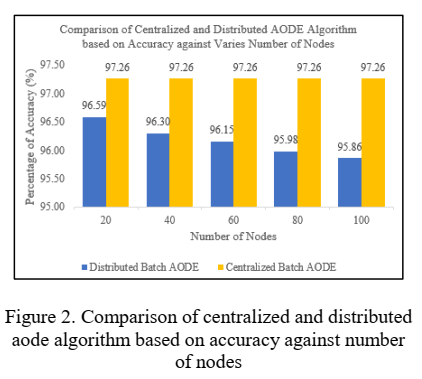 Comparison of Centralized and Distributed AODE Algorithm
based on Accuracy against Varies Number of Nodes
Percentage of Accuracy (%)
97.50
97.00
96.50
96.00
95.50
95.00
96.59
97.26
96.30
97.26
96.15
97.26
95.98
97.26
95.86
97.26
20 40 60 80 100
Number of Nodes
Distributed Batch AODE Centralized Batch AODE
Figure 2. Comparison of centralized and distributed
aode algorithm based on accuracy against number
of nodes